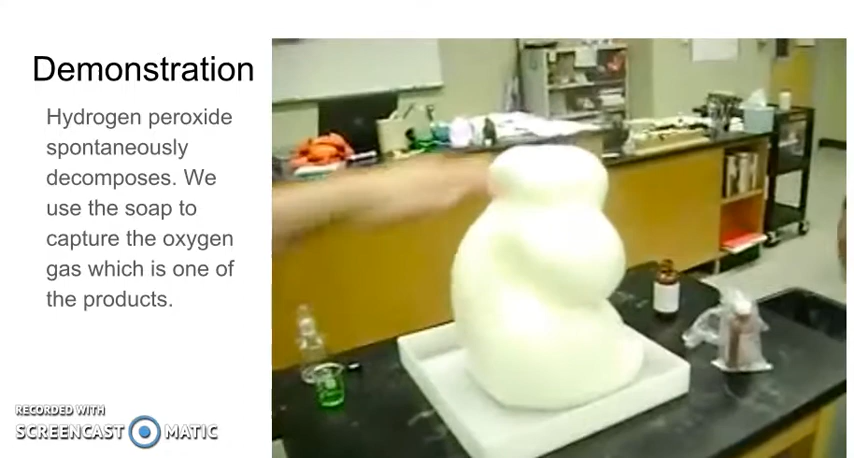 Demonstration
Hydrogen peroxide
spontaneously
decomposes. We
use the soap to
capture the oxygen
gas which is one of
the products.
RECORDED WITH
SCREENCAST MATIC